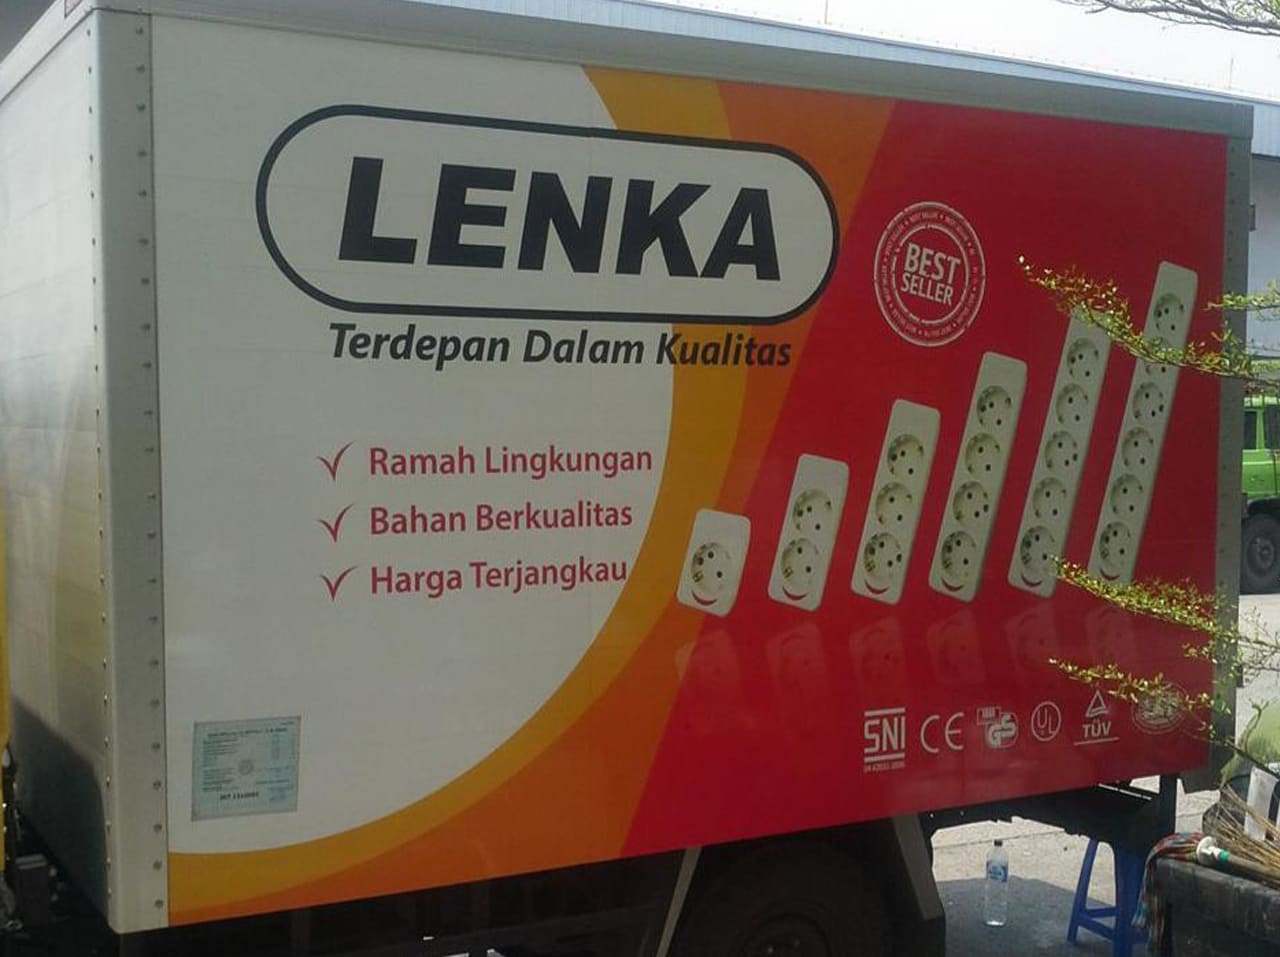 LENKA
Terdepan Dalam Kualitas
BEST
SELLER
Ramah Lingkungan
Bahan Berkualitas
Harga Terjangkau
SNI
CE
GS
UL
TÜV